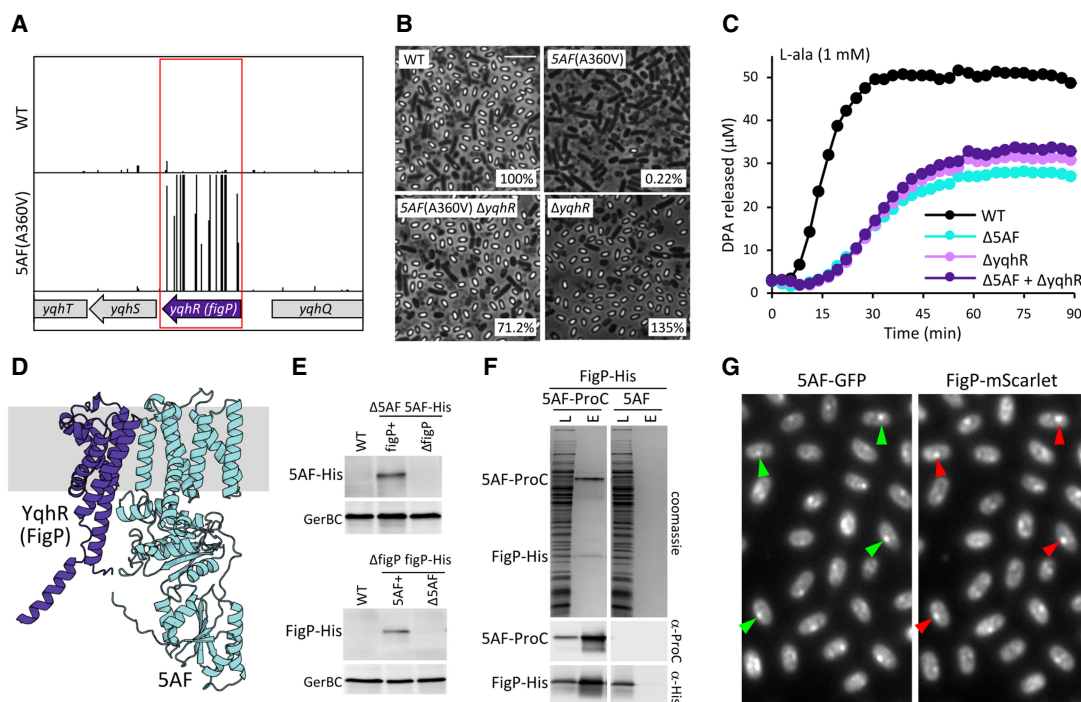 A
WT
5AF(A360V)
yqhT
yqhS
yqhR (figP)
yqhQ
B
WT
100%
5AF(A360V)
0.22%
5AF(A360V) ΔyqhR
71.2%
ΔyqhR
135%
C
L-ala (1 mM)
DPA released (μM)
60
50
40
30
20
10
0
0 15 30 45 60 75 90
Time (min)
WT
Δ5AF
ΔyqhR
Δ5AF + ΔyqhR
D
YqhR
(FigP)
5AF
E
Δ5AF 5AF-His
WT
figP+
ΔfigP
5AF-His
GerBC
ΔfigP figP-His
WT
5AF+
Δ5AF
FigP-His
GerBC
F
FigP-His
5AF-ProC 5AF
L E L E
5AF-ProC
FigP-His
coomassie
5AF-ProC
α-ProC
FigP-His
α-His
G
5AF-GFP
FigP-mScarlet